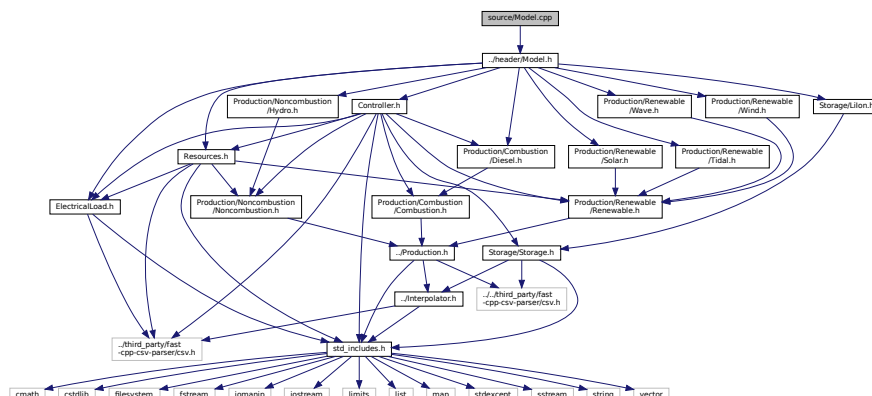 source/Model.cpp
../header/Model.h
Production/Noncombustion
/Hydro.h
Controller.h
Production/Renewable
/Wave.h
Production/Renewable
/Wind.h
Storage/LiIon.h
Resources.h
Production/Combustion
/Diesel.h
Production/Renewable
/Solar.h
Production/Renewable
/Tidal.h
ElectricalLoad.h
Production/Noncombustion
/Noncombustion.h
Production/Combustion
/Combustion.h
Production/Renewable
/Renewable.h
../Production.h
Storage/Storage.h
../Interpolator.h
../../third_party/fast
-cpp-csv-parser/csv.h
../third_party/fast
-cpp-csv-parser/csv.h
std_includes.h
cmath
cstdlib
filesystem
fstream
iomanip
iostream
limits
list
map
stdexcept
sstream
string
vector